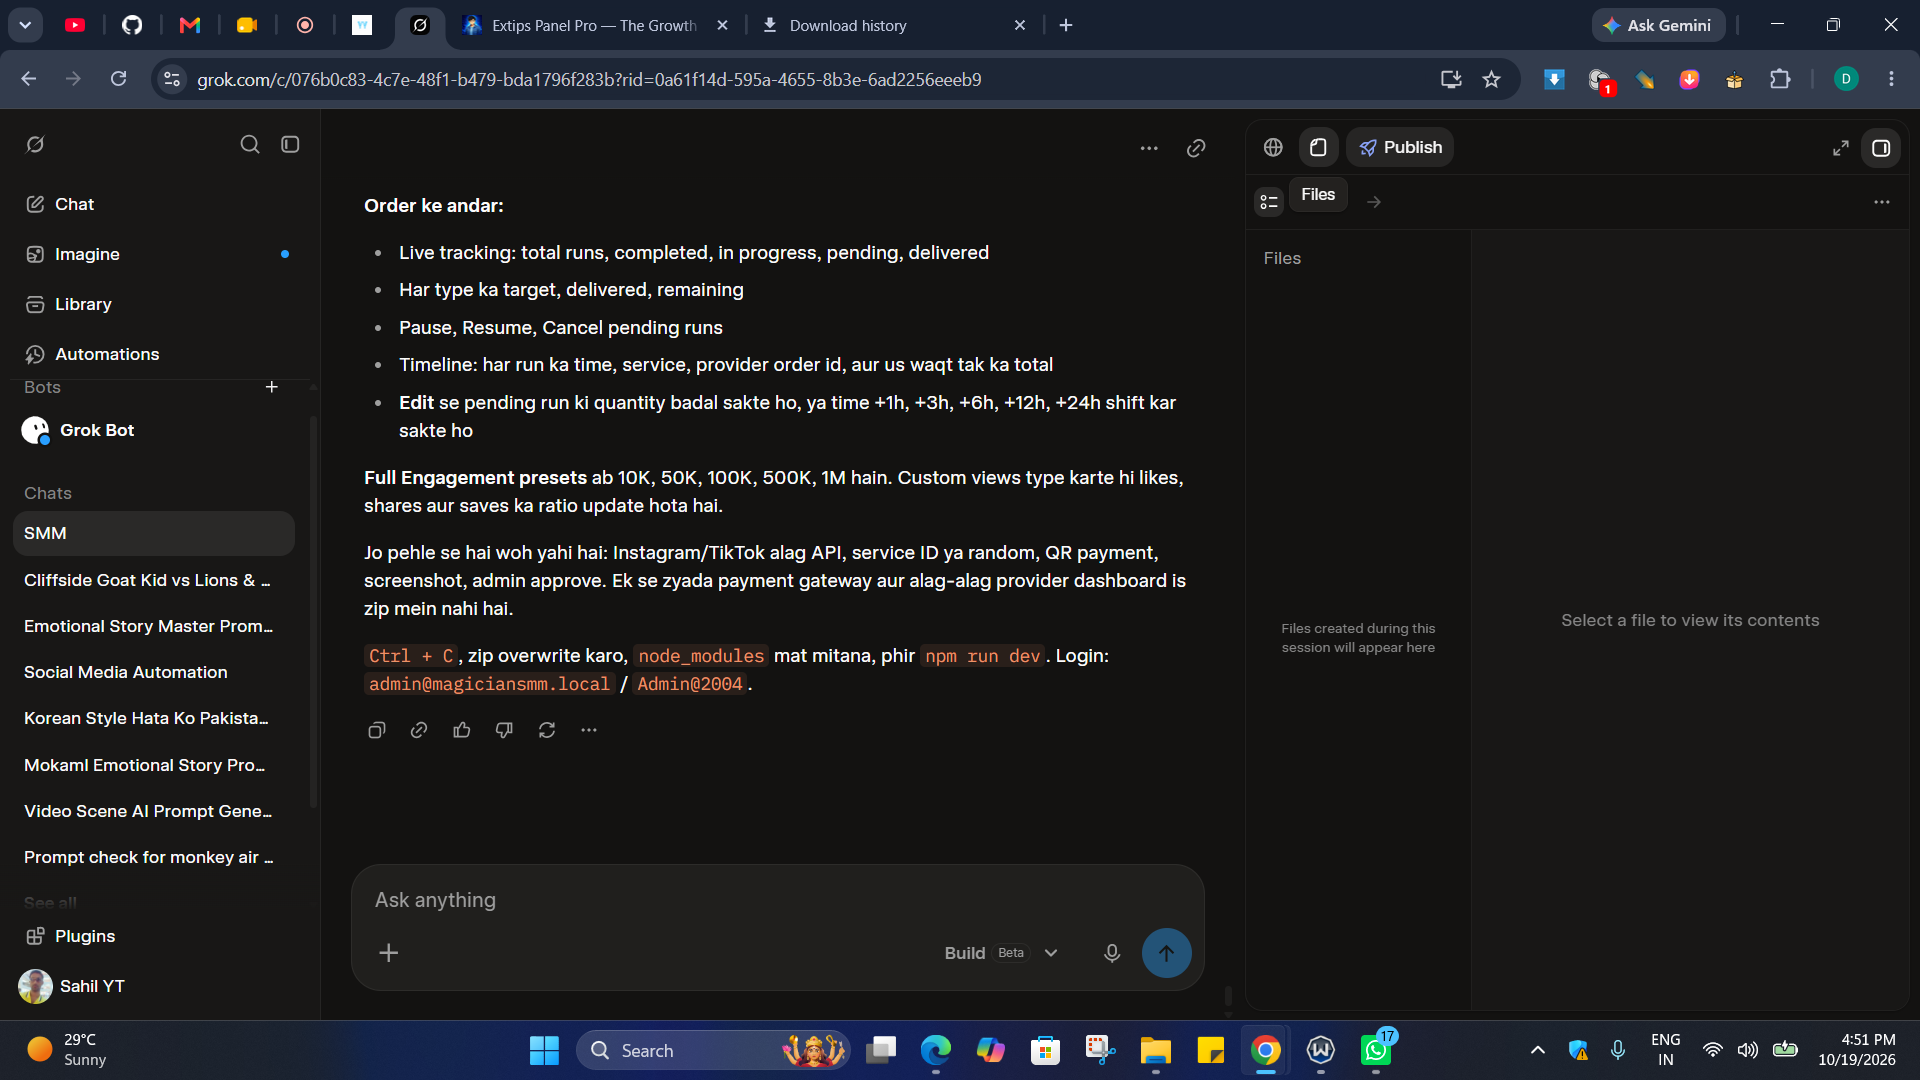 Extips Panel Pro — The Growth
Download history
Ask Gemini
grok.com/c/076b0c83-4c7e-48f1-b479-bda1796f283b?rid=0a61f14d-595a-4655-8b3e-6ad2256eeeb9
1
D
Chat
Imagine
Library
Automations
Bots
Grok Bot
Chats
SMM
Cliffside Goat Kid vs Lions & ...
Emotional Story Master Prom...
Social Media Automation
Korean Style Hata Ko Pakista...
Mokaml Emotional Story Pro...
Video Scene AI Prompt Gene...
Prompt check for monkey air ...
See all
Plugins
Sahil YT
Order ke andar:
• Live tracking: total runs, completed, in progress, pending, delivered
• Har type ka target, delivered, remaining
• Pause, Resume, Cancel pending runs
• Timeline: har run ka time, service, provider order id, aur us waqt tak ka total
• Edit se pending run ki quantity badal sakte ho, ya time +1h, +3h, +6h, +12h, +24h shift kar
sakte ho
Full Engagement presets ab 10K, 50K, 100K, 500K, 1M hain. Custom views type karte hi likes,
shares aur saves ka ratio update hota hai.
Jo pehle se hai woh yahi hai: Instagram/TikTok alag API, service ID ya random, QR payment,
screenshot, admin approve. Ek se zyada payment gateway aur alag-alag provider dashboard is
zip mein nahi hai.
Ctrl + C, zip overwrite karo, node_modules mat mitana, phir npm run dev. Login:
admin@magiciansmm.local / Admin@2004.
Ask anything
Build Beta
Publish
Files
Files
Files created during this
session will appear here
Select a file to view its contents
29°C
Sunny
Search
17
ENG
IN
4:51 PM
10/19/2026